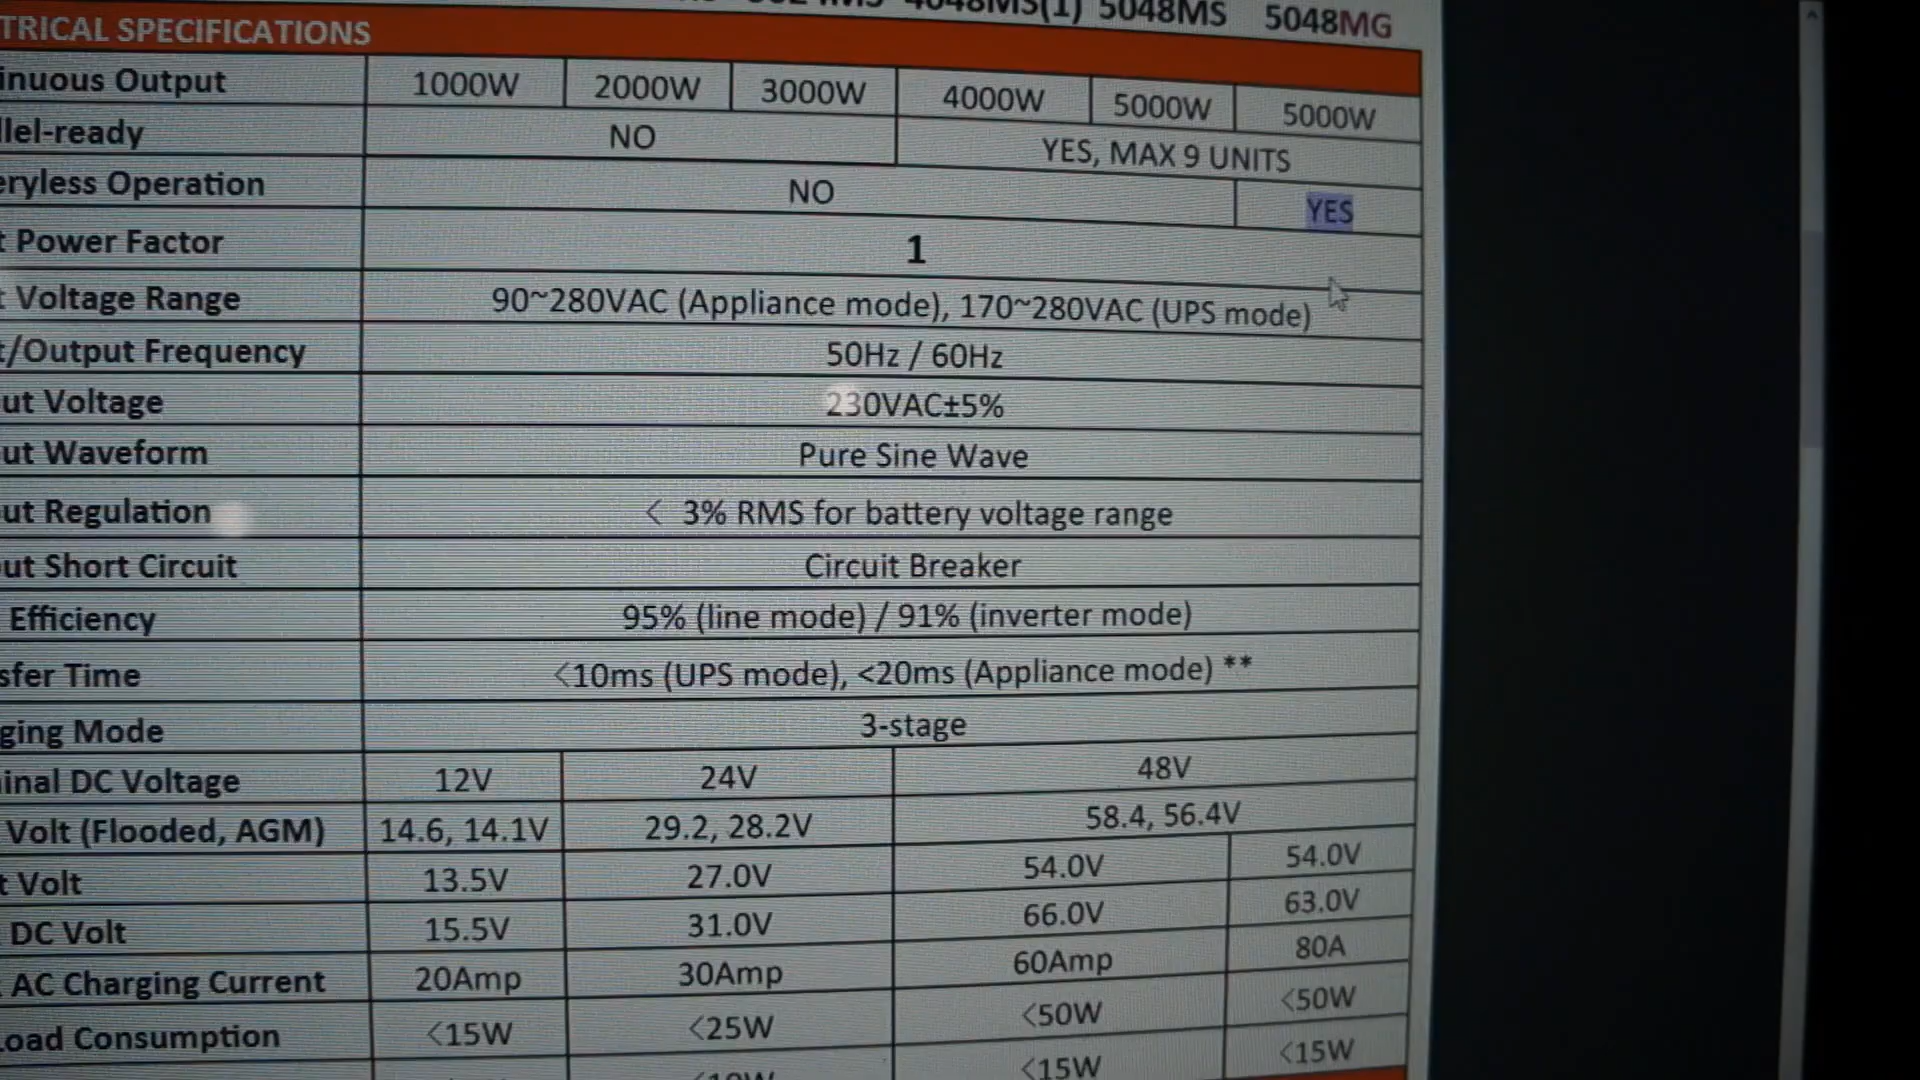 4048MS(1) 5048MS 5048MG
TRICAL SPECIFICATIONS
inuous Output 1000W 2000W 3000W 4000W 5000W 5000W
llel-ready NO YES, MAX 9 UNITS
eryless Operation NO YES
t Power Factor 1
t Voltage Range 90~280VAC (Appliance mode), 170~280VAC (UPS mode)
t/Output Frequency 50Hz / 60Hz
ut Voltage 230VAC±5%
ut Waveform Pure Sine Wave
ut Regulation < 3% RMS for battery voltage range
ut Short Circuit Circuit Breaker
Efficiency 95% (line mode) / 91% (inverter mode)
sfer Time <10ms (UPS mode), <20ms (Appliance mode) **
ging Mode 3-stage
inal DC Voltage 12V 24V 48V
Volt (Flooded, AGM) 14.6, 14.1V 29.2, 28.2V 58.4, 56.4V
t Volt 13.5V 27.0V 54.0V 54.0V
DC Volt 15.5V 31.0V 66.0V 63.0V
AC Charging Current 20Amp 30Amp 60Amp 80A
oad Consumption <15W <25W <50W <50W
<10W <15W <15W